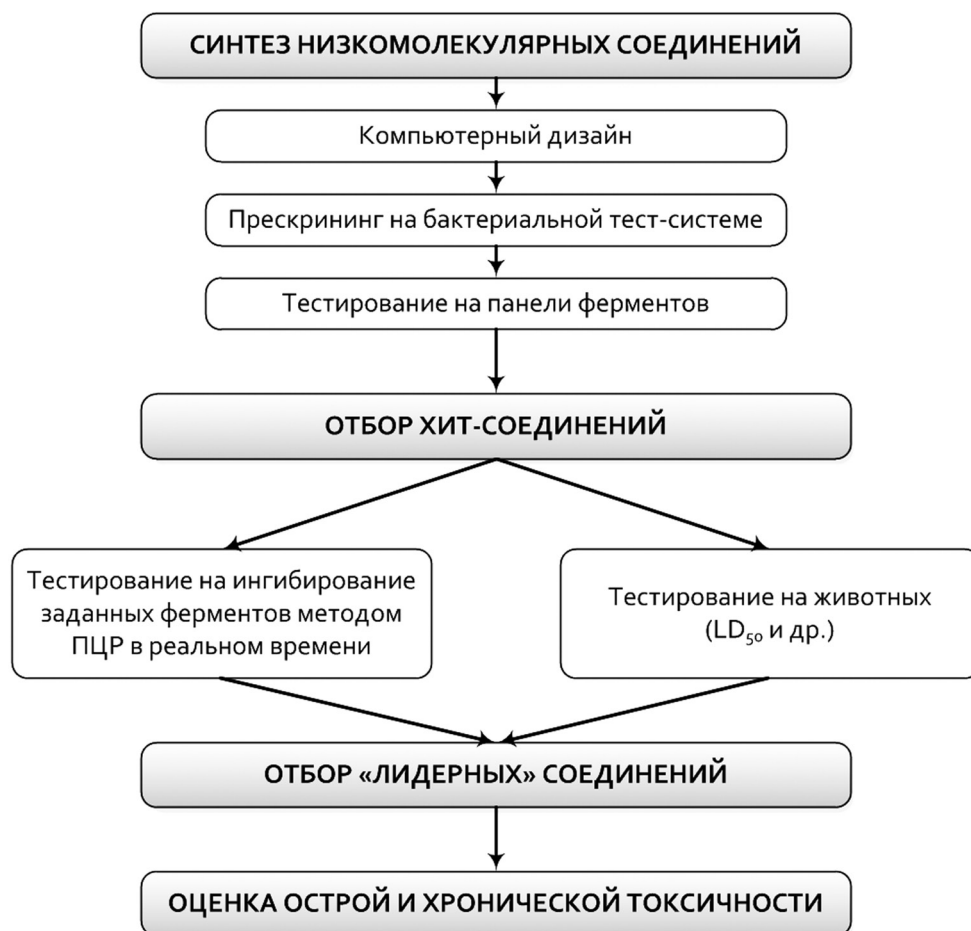 СИНТЕЗ НИЗКОМОЛЕКУЛЯРНЫХ СОЕДИНЕНИЙ
Компьютерный дизайн
Прескрининг на бактериальной тест-системе
Тестирование на панели ферментов
ОТБОР ХИТ-СОЕДИНЕНИЙ
Тестирование на ингибирование
заданных ферментов методом
ПЦР в реальном времени
Тестирование на животных
(LD₅₀ и др.)
ОТБОР «ЛИДЕРНЫХ» СОЕДИНЕНИЙ
ОЦЕНКА ОСТРОЙ И ХРОНИЧЕСКОЙ ТОКСИЧНОСТИ